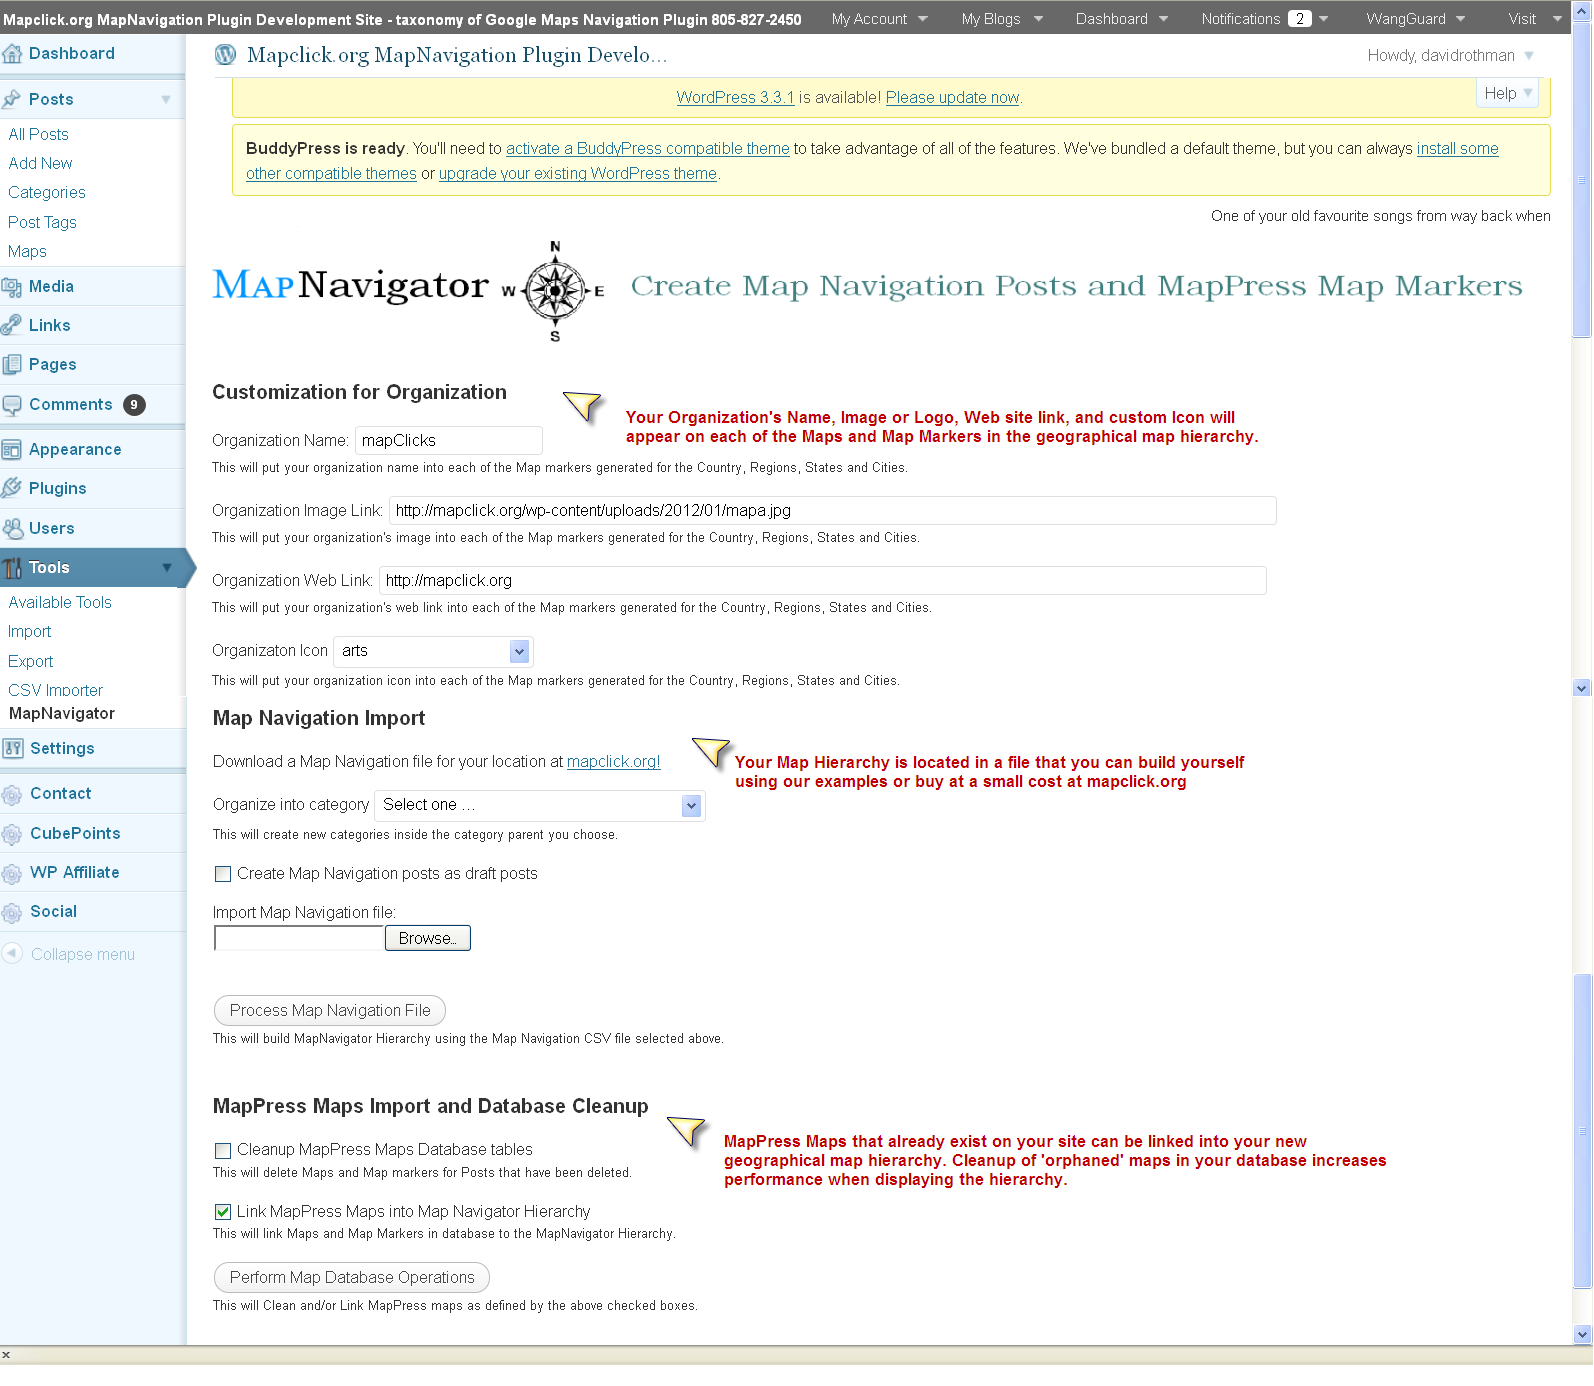 Mapclick.org MapNavigation Plugin Development Site - taxonomy of Google Maps Navigation Plugin 805-827-2450
My Account
My Blogs
Dashboard
Notifications 2
WangGuard
Visit
Dashboard
Posts
All Posts
Add New
Categories
Post Tags
Maps
Media
Links
Pages
Comments 9
Appearance
Plugins
Users
Tools
Available Tools
Import
Export
CSV Importer
MapNavigator
Settings
Contact
CubePoints
WP Affiliate
Social
Collapse menu
Mapclick.org MapNavigation Plugin Develo...
Howdy, davidrothman
WordPress 3.3.1 is available! Please update now.
Help
BuddyPress is ready. You'll need to activate a BuddyPress compatible theme to take advantage of all of the features. We've bundled a default theme, but you can always install some
other compatible themes or upgrade your existing WordPress theme.
One of your old favourite songs from way back when
MAPNavigator
N
W
E
S
Create Map Navigation Posts and MapPress Map Markers
Customization for Organization
Your Organization's Name, Image or Logo, Web site link, and custom Icon will
appear on each of the Maps and Map Markers in the geographical map hierarchy.
Organization Name: mapClicks
This will put your organization name into each of the Map markers generated for the Country, Regions, States and Cities.
Organization Image Link: http://mapclick.org/wp-content/uploads/2012/01/mapa.jpg
This will put your organization's image into each of the Map markers generated for the Country, Regions, States and Cities.
Organization Web Link: http://mapclick.org
This will put your organization's web link into each of the Map markers generated for the Country, Regions, States and Cities.
Organizaton Icon arts
This will put your organization icon into each of the Map markers generated for the Country, Regions, States and Cities.
Map Navigation Import
Download a Map Navigation file for your location at mapclick.org!
Your Map Hierarchy is located in a file that you can build yourself
using our examples or buy at a small cost at mapclick.org
Organize into category Select one ...
This will create new categories inside the category parent you choose.
Create Map Navigation posts as draft posts
Import Map Navigation file:
Browse..
Process Map Navigation File
This will build MapNavigator Hierarchy using the Map Navigation CSV file selected above.
MapPress Maps Import and Database Cleanup
Cleanup MapPress Maps Database tables
This will delete Maps and Map markers for Posts that have been deleted.
MapPress Maps that already exist on your site can be linked into your new
geographical map hierarchy. Cleanup of 'orphaned' maps in your database increases
performance when displaying the hierarchy.
Link MapPress Maps into Map Navigator Hierarchy
This will link Maps and Map Markers in database to the MapNavigator Hierarchy.
Perform Map Database Operations
This will Clean and/or Link MapPress maps as defined by the above checked boxes.
x